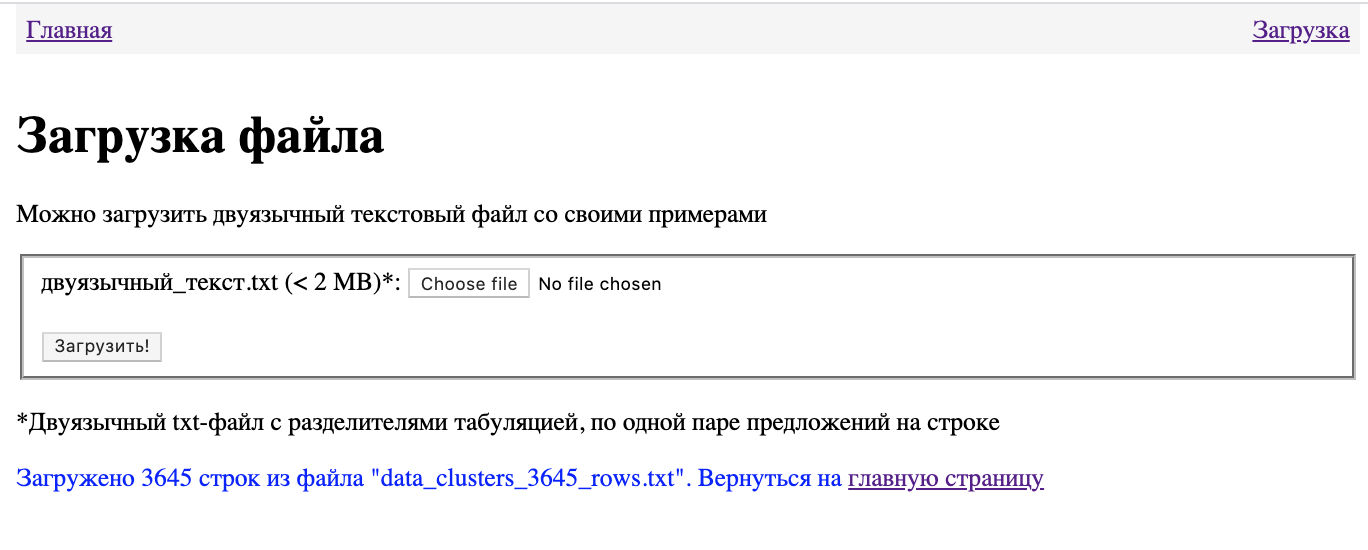 Главная Загрузка
Загрузка файла
Можно загрузить двуязычный текстовый файл со своими примерами
двуязычный_текст.txt (< 2 MB)*: Choose file No file chosen
Загрузить!
*Двуязычный txt-файл с разделителями табуляцией, по одной паре предложений на строке
Загружено 3645 строк из файла "data_clusters_3645_rows.txt". Вернуться на главную страницу